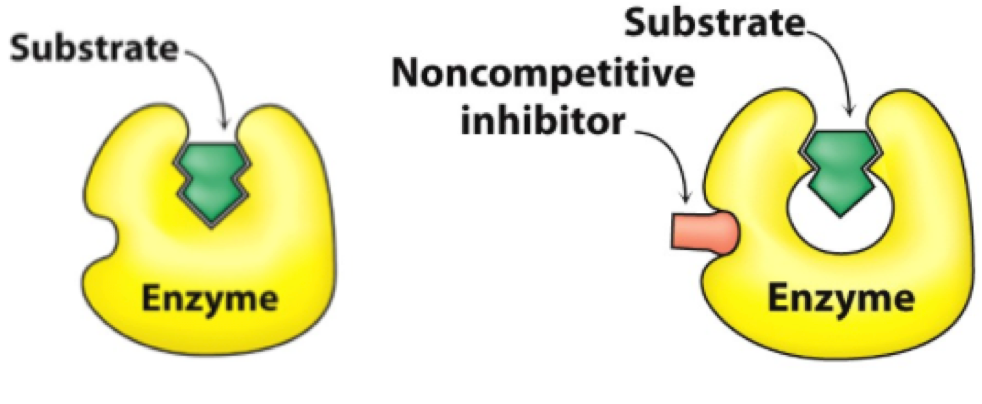 Substrate
Enzyme
Substrate
Noncompetitive
inhibitor
Enzyme